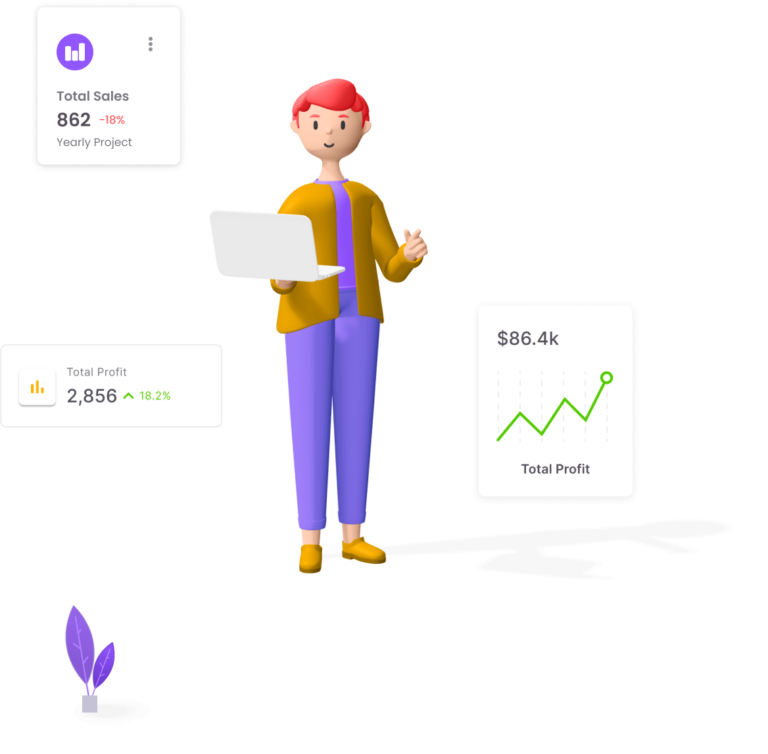 Total Sales
862 -18%
Yearly Project
Total Profit
2,856 18.2%
$86.4k
Total Profit